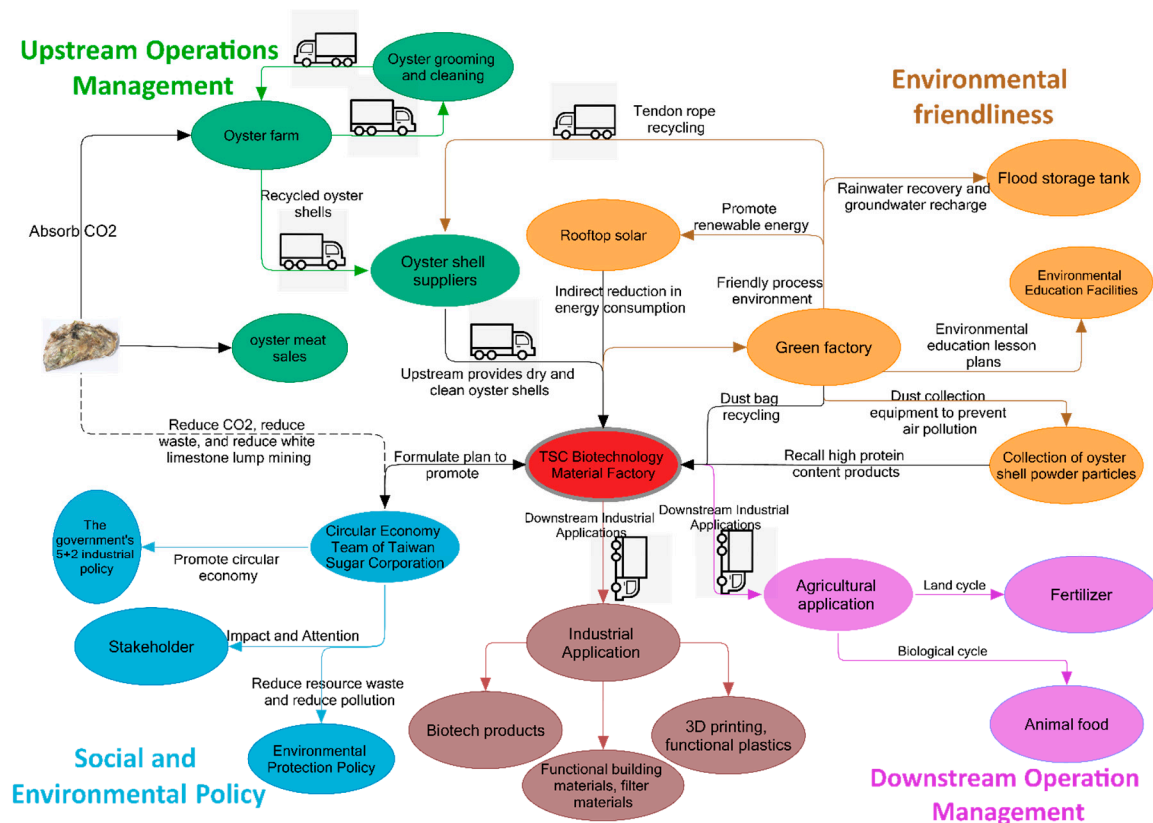 Upstream Operations
Management
Oyster grooming
and cleaning
Environmental
friendliness
Oyster farm
Tendon rope
recycling
Flood storage tank
Rainwater recovery and
groundwater recharge
Recycled oyster
shells
Promote
renewable energy
Rooftop solar
Absorb CO2
Oyster shell
suppliers
Indirect reduction in
energy consumption
Friendly process
environment
Environmental
Education Facilities
oyster meat
sales
Green factory
Environmental
education lesson
plans
Upstream provides dry and
clean oyster shells
Dust bag
recycling
Dust collection
equipment to prevent
air pollution
Reduce CO2, reduce
waste, and reduce white
limestone lump mining
Formulate plan to
promote
TSC Biotechnology
Material Factory
Recall high protein
content products
Collection of oyster
shell powder particles
Downstream Industrial
Applications
Downstream Industrial
Applications
The
government's
5+2 industrial
policy
Promote circular
economy
Circular Economy
Team of Taiwan
Sugar Corporation
Agricultural
application
Land cycle
Fertilizer
Stakeholder
Impact and Attention
Industrial
Application
Biological cycle
Reduce resource waste
and reduce pollution
Biotech products
3D printing,
functional plastics
Animal food
Environmental
Protection Policy
Functional building
materials, filter
materials
Social and
Environmental Policy
Downstream Operation
Management